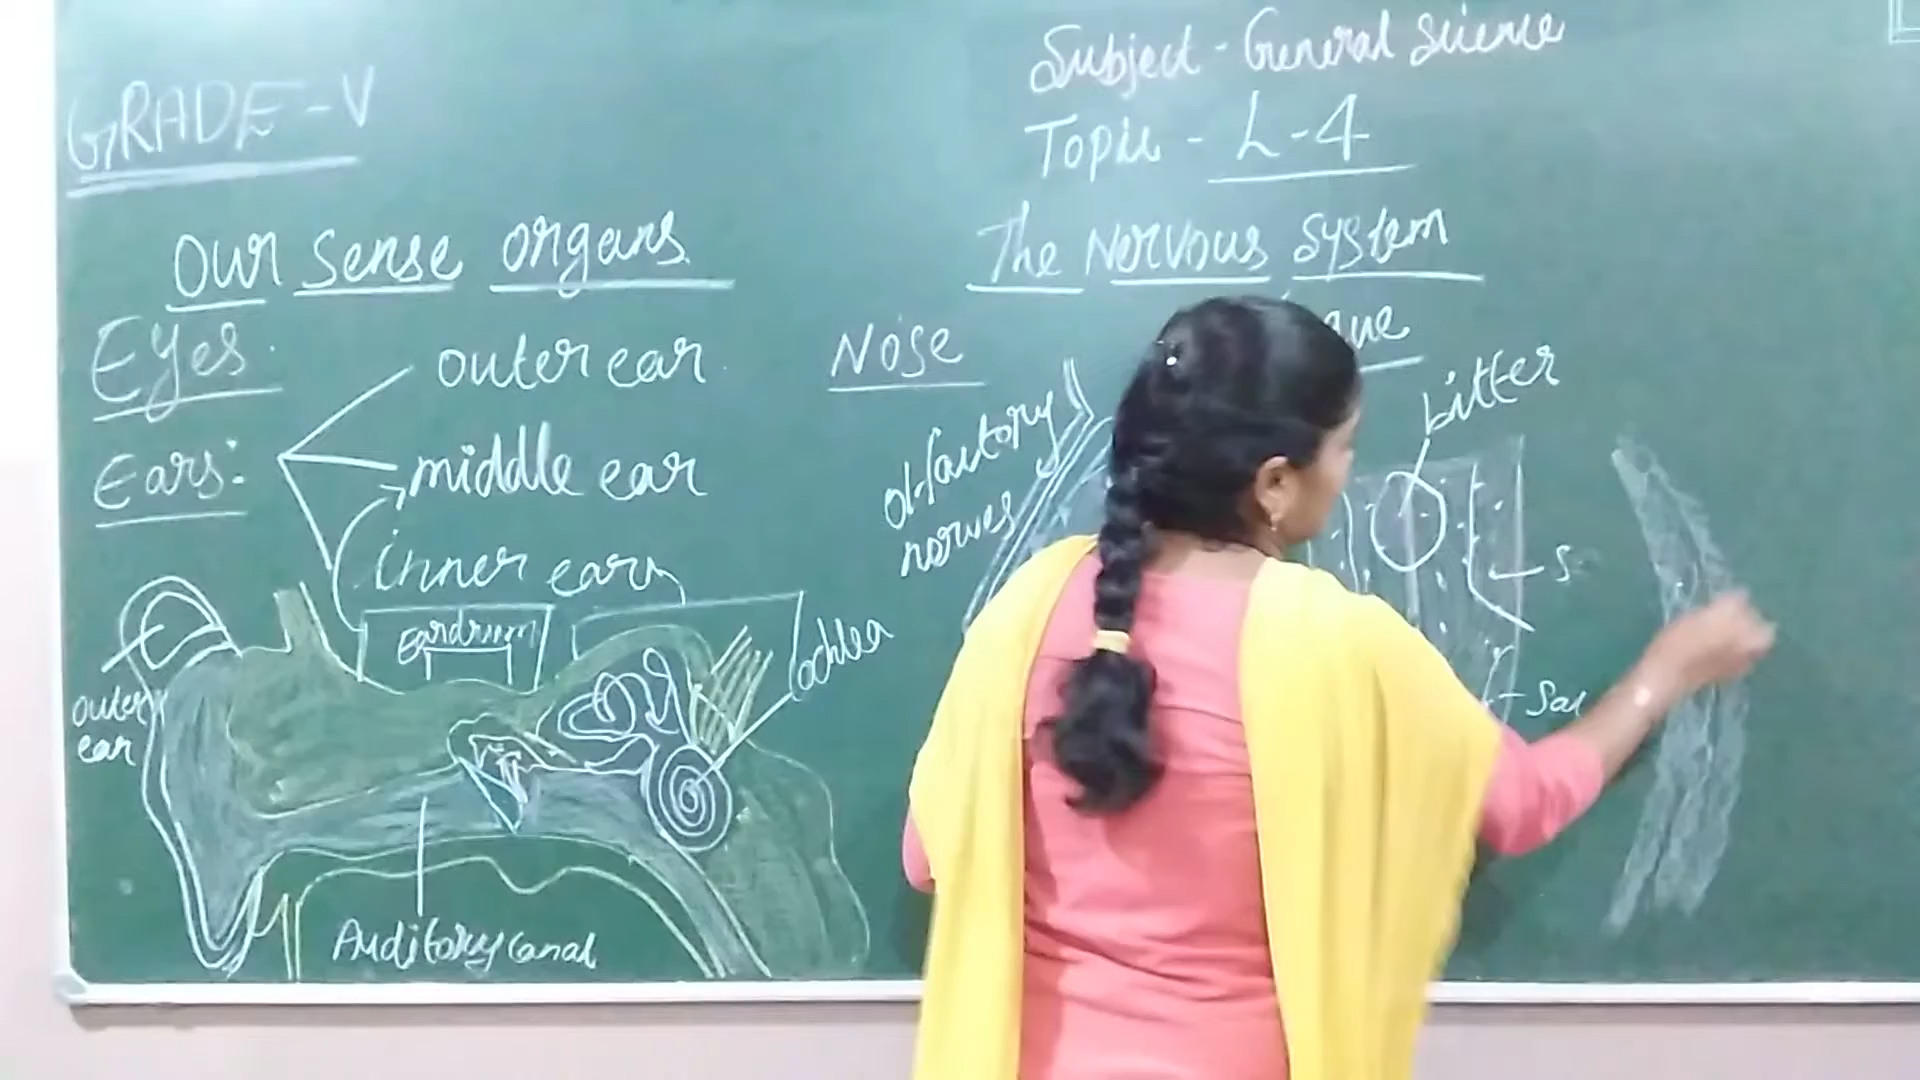 GRADE-V
Subject - General Science
Topic - L-4
Our sense organs
The Nervous System
Eyes
outer ear
Ears:
middle ear
inner ear
Eardrum
cochlea
outer
ear
Auditory canal
Nose
olfactory
nerves
bitter